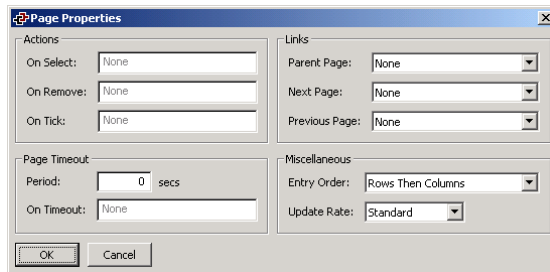 Page Properties
Actions
On Select: None
On Remove: None
On Tick: None
Links
Parent Page: None
Next Page: None
Previous Page: None
Page Timeout
Period: 0 secs
On Timeout: None
Miscellaneous
Entry Order: Rows Then Columns
Update Rate: Standard
OK Cancel